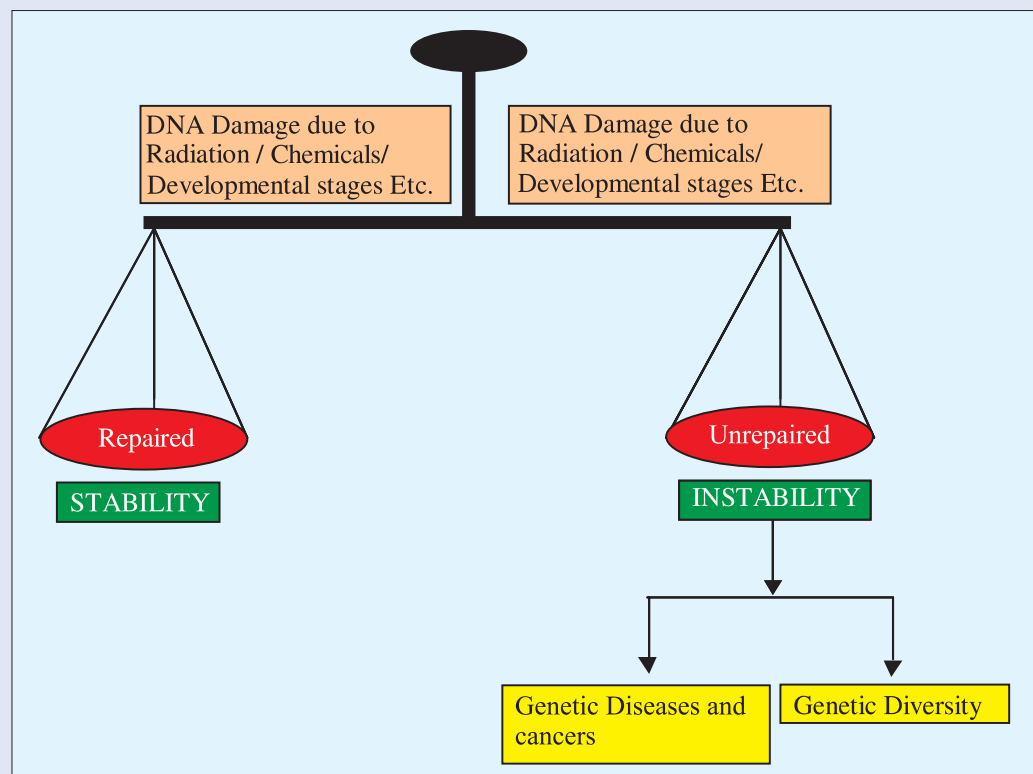 DNA Damage due to
Radiation / Chemicals/
Developmental stages Etc.
DNA Damage due to
Radiation / Chemicals/
Developmental stages Etc.
Repaired
Unrepaired
STABILITY
INSTABILITY
Genetic Diseases and
cancers
Genetic Diversity